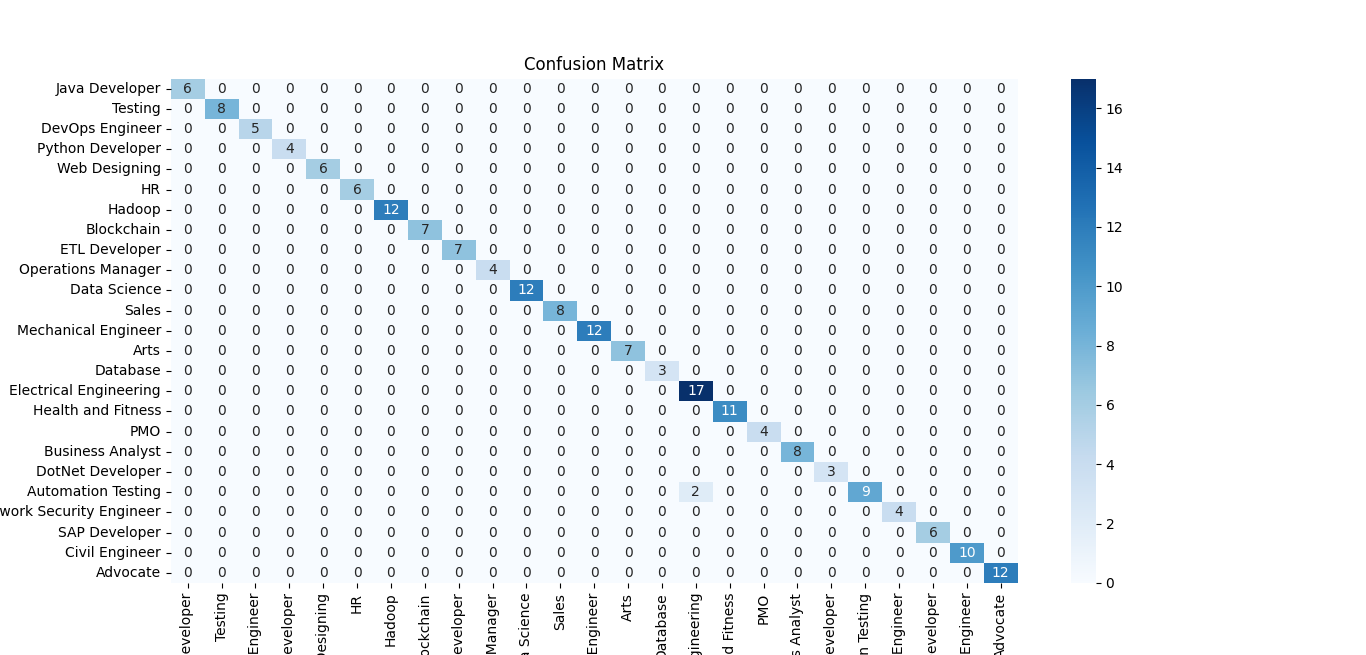 Confusion Matrix
Java Developer 6 0 0 0 0 0 0 0 0 0 0 0 0 0 0 0 0 0 0 0 0 0 0 0 0
Testing 0 8 0 0 0 0 0 0 0 0 0 0 0 0 0 0 0 0 0 0 0 0 0 0 0
DevOps Engineer 0 0 5 0 0 0 0 0 0 0 0 0 0 0 0 0 0 0 0 0 0 0 0 0 0
Python Developer 0 0 0 4 0 0 0 0 0 0 0 0 0 0 0 0 0 0 0 0 0 0 0 0 0
Web Designing 0 0 0 0 6 0 0 0 0 0 0 0 0 0 0 0 0 0 0 0 0 0 0 0 0
HR 0 0 0 0 0 6 0 0 0 0 0 0 0 0 0 0 0 0 0 0 0 0 0 0 0
Hadoop 0 0 0 0 0 0 12 0 0 0 0 0 0 0 0 0 0 0 0 0 0 0 0 0 0
Blockchain 0 0 0 0 0 0 0 7 0 0 0 0 0 0 0 0 0 0 0 0 0 0 0 0 0
ETL Developer 0 0 0 0 0 0 0 0 7 0 0 0 0 0 0 0 0 0 0 0 0 0 0 0 0
Operations Manager 0 0 0 0 0 0 0 0 0 4 0 0 0 0 0 0 0 0 0 0 0 0 0 0 0
Data Science 0 0 0 0 0 0 0 0 0 0 12 0 0 0 0 0 0 0 0 0 0 0 0 0 0
Sales 0 0 0 0 0 0 0 0 0 0 0 8 0 0 0 0 0 0 0 0 0 0 0 0 0
Mechanical Engineer 0 0 0 0 0 0 0 0 0 0 0 0 12 0 0 0 0 0 0 0 0 0 0 0 0
Arts 0 0 0 0 0 0 0 0 0 0 0 0 0 7 0 0 0 0 0 0 0 0 0 0 0
Database 0 0 0 0 0 0 0 0 0 0 0 0 0 0 3 0 0 0 0 0 0 0 0 0 0
Electrical Engineering 0 0 0 0 0 0 0 0 0 0 0 0 0 0 0 17 0 0 0 0 0 0 0 0 0
Health and Fitness 0 0 0 0 0 0 0 0 0 0 0 0 0 0 0 0 11 0 0 0 0 0 0 0 0
PMO 0 0 0 0 0 0 0 0 0 0 0 0 0 0 0 0 0 4 0 0 0 0 0 0 0
Business Analyst 0 0 0 0 0 0 0 0 0 0 0 0 0 0 0 0 0 0 8 0 0 0 0 0 0
DotNet Developer 0 0 0 0 0 0 0 0 0 0 0 0 0 0 0 0 0 0 0 3 0 0 0 0 0
Automation Testing 0 0 0 0 0 0 0 0 0 0 0 0 0 0 0 2 0 0 0 0 9 0 0 0 0
work Security Engineer 0 0 0 0 0 0 0 0 0 0 0 0 0 0 0 0 0 0 0 0 0 4 0 0 0
SAP Developer 0 0 0 0 0 0 0 0 0 0 0 0 0 0 0 0 0 0 0 0 0 0 6 0 0
Civil Engineer 0 0 0 0 0 0 0 0 0 0 0 0 0 0 0 0 0 0 0 0 0 0 0 10 0
Advocate 0 0 0 0 0 0 0 0 0 0 0 0 0 0 0 0 0 0 0 0 0 0 0 0 12
eveloper
Testing
Engineer
eveloper
esigning
HR
Hadoop
ockchain
eveloper
Manager
Science
Sales
Engineer
Arts
atabase
gineering
d Fitness
PMO
s Analyst
eveloper
n Testing
Engineer
eveloper
Engineer
Advocate
16
14
12
10
8
6
4
2
0